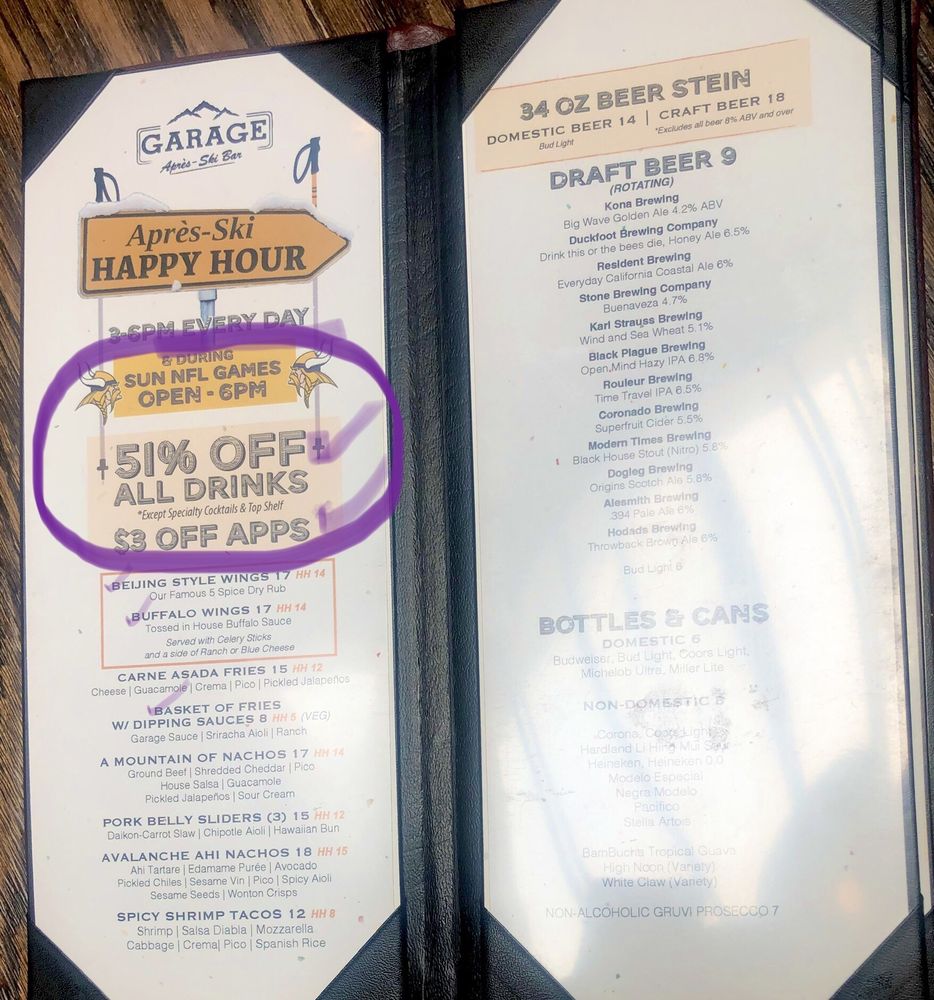 GARAGE
Après-Ski Bar
Après-Ski
HAPPY HOUR
3-6PM EVERY DAY
& DURING
SUN NFL GAMES
OPEN - 6PM
51% OFF
ALL DRINKS
*Except Specialty Cocktails & Top Shelf
$3 OFF APPS
BEIJING STYLE WINGS 17 HH 14
Our Famous 5 Spice Dry Rub
BUFFALO WINGS 17 HH 14
Tossed in House Buffalo Sauce
Served with Celery Sticks
and a side of Ranch or Blue Cheese
CARNE ASADA FRIES 15 HH 12
Cheese | Guacamole | Crema | Pico | Pickled Jalapeños
BASKET OF FRIES
W/ DIPPING SAUCES 8 HH 5 (VEG)
Garage Sauce | Sriracha Aioli | Ranch
A MOUNTAIN OF NACHOS 17 HH 14
Ground Beef | Shredded Cheddar | Pico
House Salsa | Guacamole
Pickled Jalapeños | Sour Cream
PORK BELLY SLIDERS (3) 15 HH 12
Daikon-Carrot Slaw | Chipotle Aioli | Hawaiian Bun
AVALANCHE AHI NACHOS 18 HH 15
Ahi Tartare | Edamame Purée | Avocado
Pickled Chiles | Sesame Vin | Pico | Spicy Aioli
Sesame Seeds | Wonton Crisps
SPICY SHRIMP TACOS 12 HH 8
Shrimp | Salsa Diabla | Mozzarella
Cabbage | Crema | Pico | Spanish Rice
34 OZ BEER STEIN
DOMESTIC BEER 14 | CRAFT BEER 18
Bud Light
*Excludes all beer 8% ABV and over
DRAFT BEER 9
(ROTATING)
Kona Brewing
Big Wave Golden Ale 4.2% ABV
Duckfoot Brewing Company
Drink this or the bees die, Honey Ale 6.5%
Resident Brewing
Everyday California Coastal Ale 6%
Stone Brewing Company
Buenaveza 4.7%
Karl Strauss Brewing
Wind and Sea Wheat 5.1%
Black Plague Brewing
Open Mind Hazy IPA 6.8%
Rouleur Brewing
Time Travel IPA 6.5%
Coronado Brewing
Superfruit Cider 5.5%
Modern Times Brewing
Black House Stout (Nitro) 5.8%
Dogleg Brewing
Origins Scotch Ale 5.8%
Alesmith Brewing
.394 Pale Ale 6%
Hodads Brewing
Throwback Brown Ale 6%
Bud Light 6
BOTTLES & CANS
DOMESTIC 6
Budweiser, Bud Light, Coors Light,
Michelob Ultra, Miller Lite
NON-DOMESTIC
Corona, Light
Hardland Li Hing Mui
Heineken, Heineken 0.0
Modelo Especial
Negra Modelo
Pacifico
Stella Artois
BamBucha Tropical Guava
High Noon (Variety)
White Claw (Variety)
NON-ALCOHOLIC GRUVI PROSECCO 7